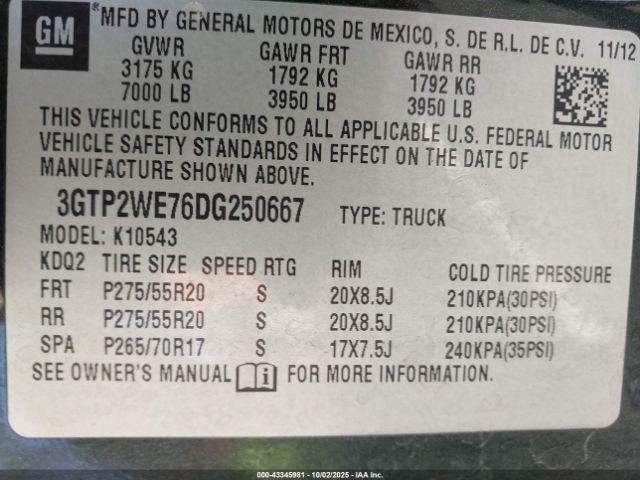 GM
*MFD BY GENERAL MOTORS DE MEXICO, S. DE R.L. DE C.V. 11/12
GVWR GAWR FRT GAWR RR
3175 KG 1792 KG 1792 KG
7000 LB 3950 LB 3950 LB
THIS VEHICLE CONFORMS TO ALL APPLICABLE U.S. FEDERAL MOTOR
VEHICLE SAFETY STANDARDS IN EFFECT ON THE DATE OF
MANUFACTURE SHOWN ABOVE.
3GTP2WE76DG250667 TYPE: TRUCK
MODEL: K10543
KDQ2 TIRE SIZE SPEED RTG RIM COLD TIRE PRESSURE
FRT P275/55R20 S 20X8.5J 210KPA(30PSI)
RR P275/55R20 S 20X8.5J 210KPA(30PSI)
SPA P265/70R17 S 17X7.5J 240KPA(35PSI)
SEE OWNER'S MANUAL i FOR MORE INFORMATION.
000-43345981 - 10/02/2025 - IAA Inc.